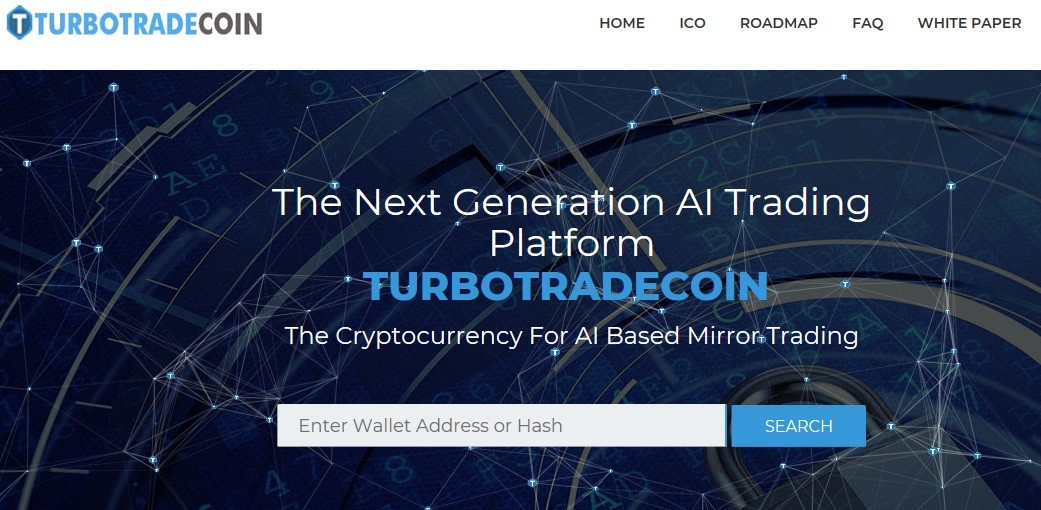 TURBOTRADECOIN
HOME ICO ROADMAP FAQ WHITE PAPER
The Next Generation AI Trading
Platform
TURBOTRADECOIN
The Cryptocurrency For AI Based Mirror Trading
Enter Wallet Address or Hash
SEARCH